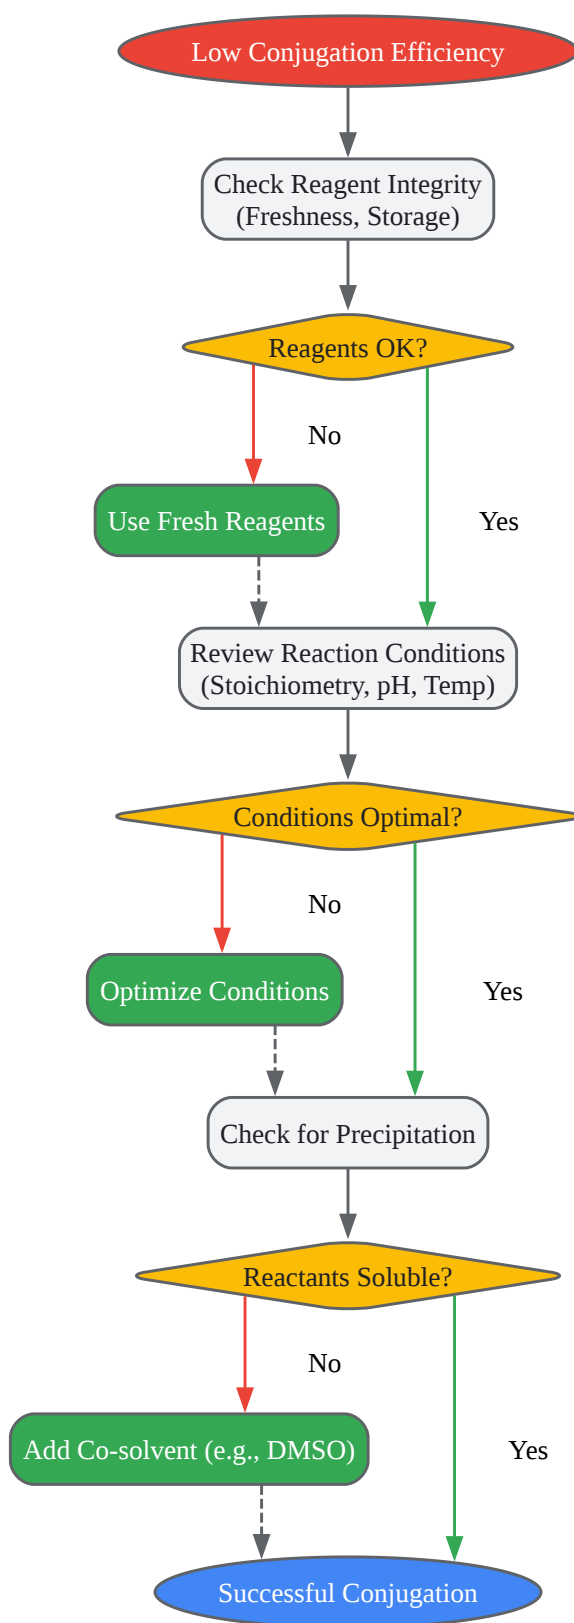 Low Conjugation Efficiency
Check Reagent Integrity
(Freshness, Storage)
Reagents OK?
No
Use Fresh Reagents
Yes
Review Reaction Conditions
(Stoichiometry, pH, Temp)
Conditions Optimal?
No
Optimize Conditions
Yes
Check for Precipitation
Reactants Soluble?
No
Add Co-solvent (e.g., DMSO)
Yes
Successful Conjugation